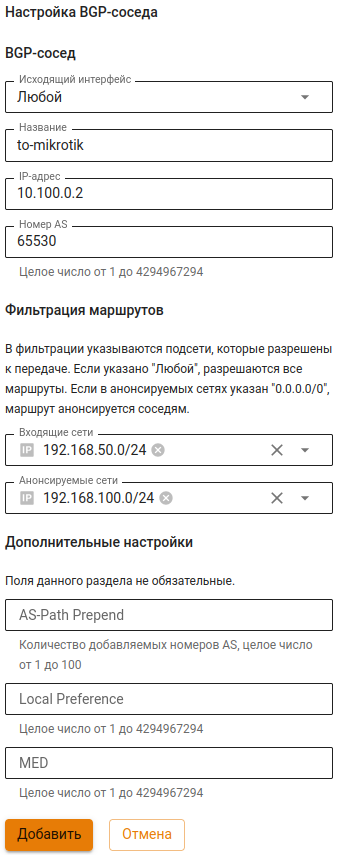 Настройка BGP-соседа
BGP-сосед
Исходящий интерфейс
Любой
Название
to-mikrotik
IP-адрес
10.100.0.2
Номер AS
65530
Целое число от 1 до 4294967294
Фильтрация маршрутов
В фильтрации указываются подсети, которые разрешены
к передаче. Если указано "Любой", разрешаются все
маршруты. Если в анонсируемых сетях указан "0.0.0.0/0",
маршрут анонсируется соседям.
Входящие сети
IP 192.168.50.0/24
Анонсируемые сети
IP 192.168.100.0/24
Дополнительные настройки
Поля данного раздела не обязательные.
AS-Path Prepend
Количество добавляемых номеров AS, целое число
от 1 до 100
Local Preference
Целое число от 1 до 4294967294
MED
Целое число от 1 до 4294967294
Добавить Отмена